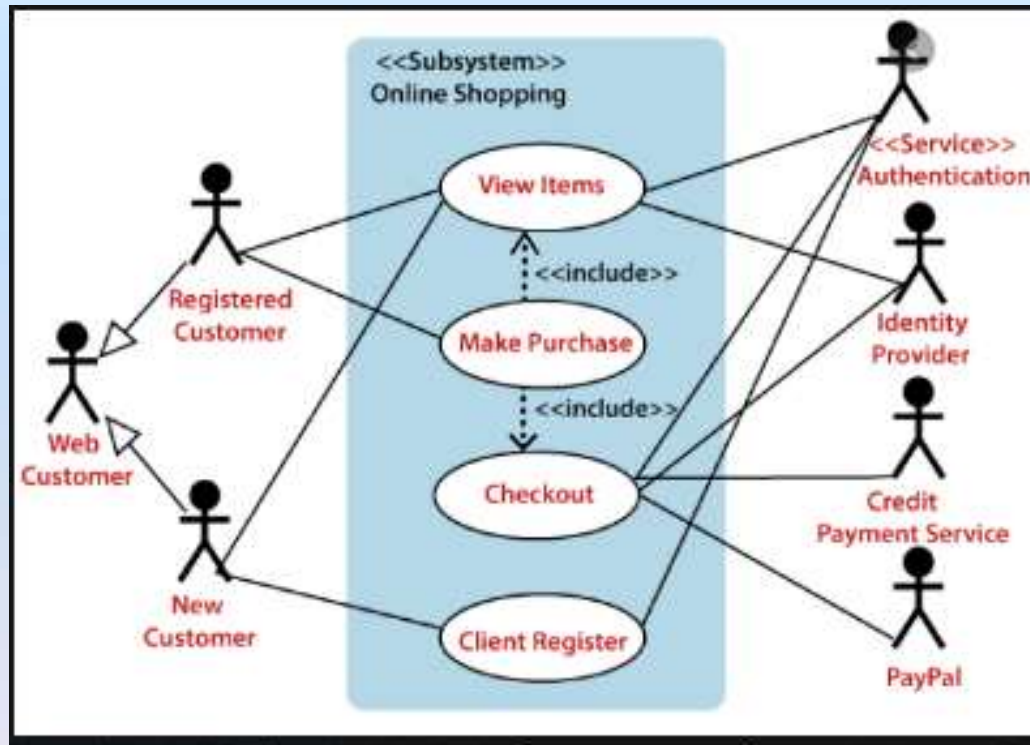 <<Subsystem>>
Online Shopping
View Items
<<include>>
Make Purchase
<<include>>
Checkout
Client Register
Registered
Customer
Web
Customer
New
Customer
<<Service>>
Authentication
Identity
Provider
Credit
Payment Service
PayPal